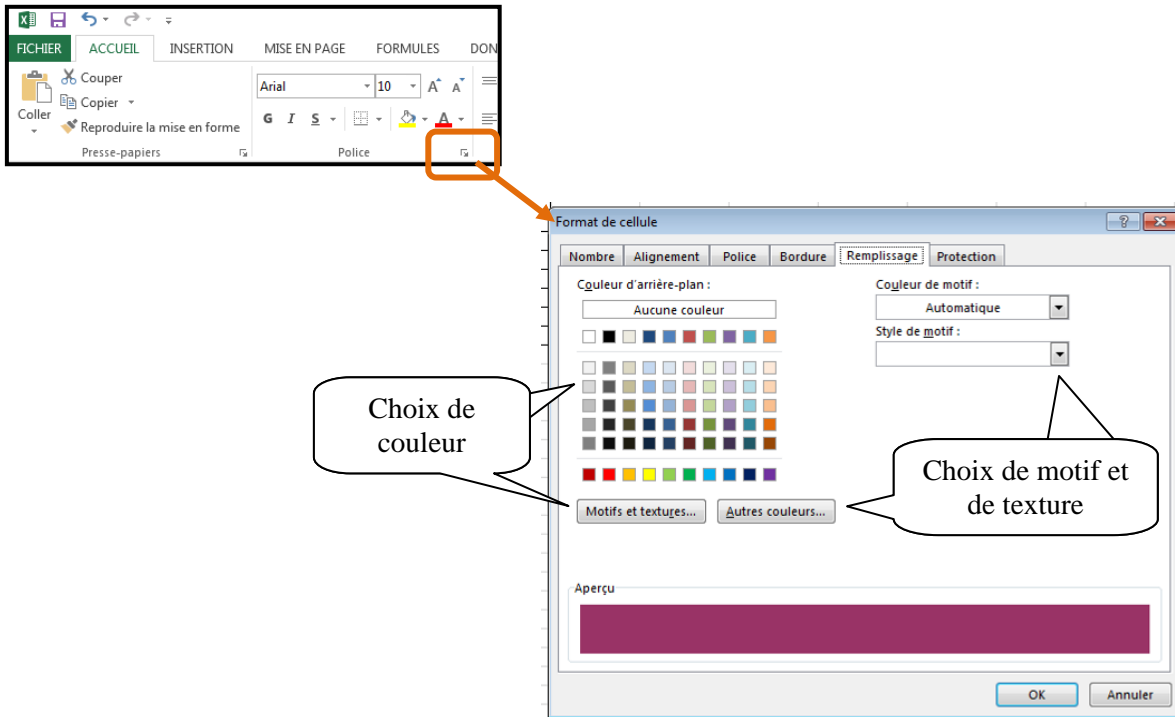 FICHIER ACCUEIL INSERTION MISE EN PAGE FORMULES DON
Coller
Couper
Copier
Reproduire la mise en forme
Presse-papiers
Arial 10 A A
G I S A
Police
Format de cellule
Nombre Alignement Police Bordure Remplissage Protection
Couleur d'arrière-plan :
Aucune couleur
Couleur de motif :
Automatique
Style de motif :
Choix de
couleur
Choix de motif et
de texture
Motifs et textures... Autres couleurs...
Aperçu
OK Annuler